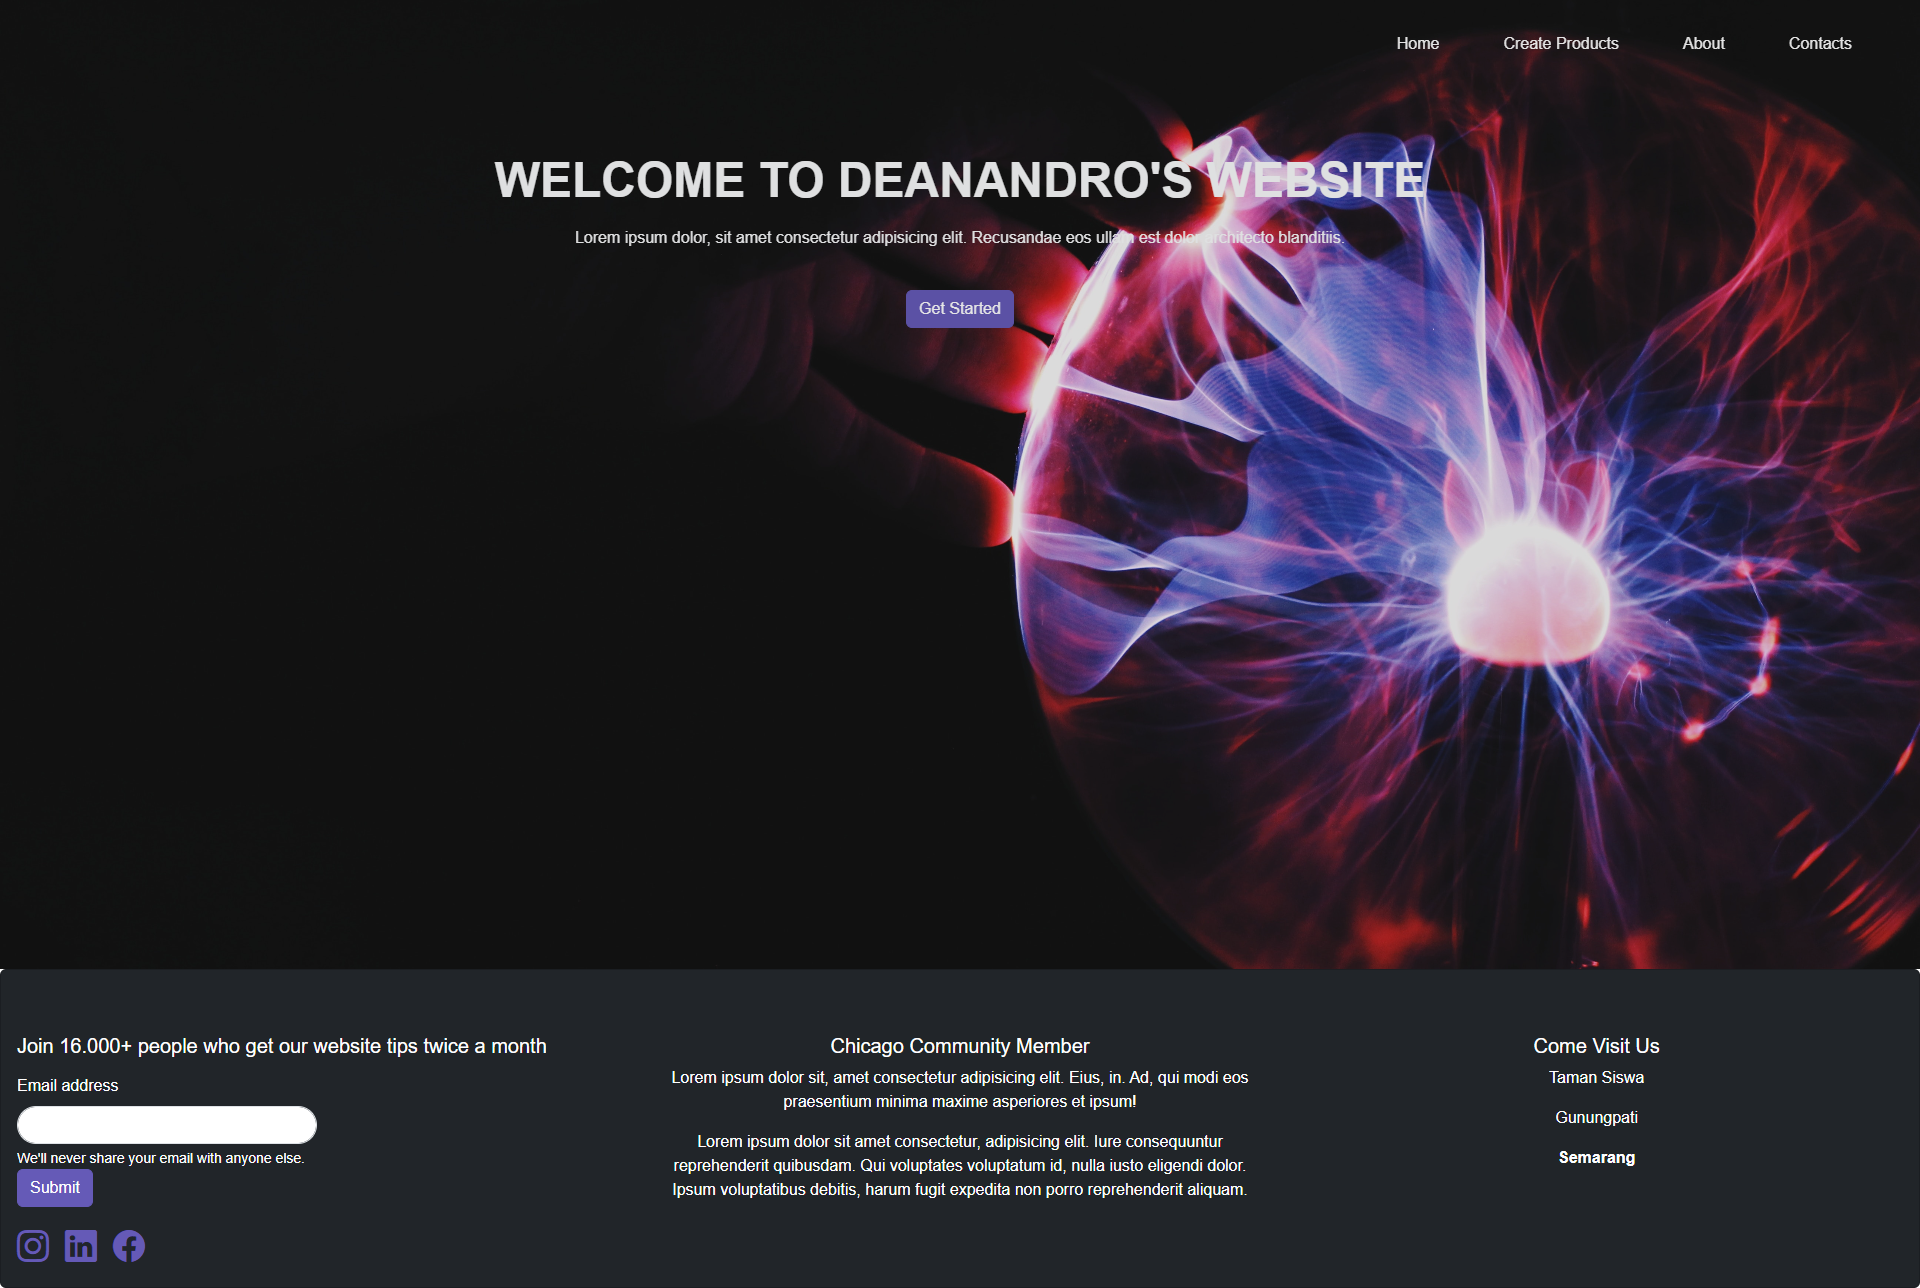 Home Create Products About Contacts
WELCOME TO DEANANDRO'S WEBSITE
Lorem ipsum dolor, sit amet consectetur adipisicing elit. Recusandae eos ullam est dolor architecto blanditiis.
Get Started
Join 16.000+ people who get our website tips twice a month
Email address
We'll never share your email with anyone else.
Submit
Chicago Community Member
Lorem ipsum dolor sit, amet consectetur adipisicing elit. Eius, in. Ad, qui modi eos
praesentium minima maxime asperiores et ipsum!
Lorem ipsum dolor sit amet consectetur, adipisicing elit. Iure consequuntur
reprehenderit quibusdam. Qui voluptates voluptatum id, nulla iusto eligendi dolor.
Ipsum voluptatibus debitis, harum fugit expedita non porro reprehenderit aliquam.
Come Visit Us
Taman Siswa
Gunungpati
Semarang